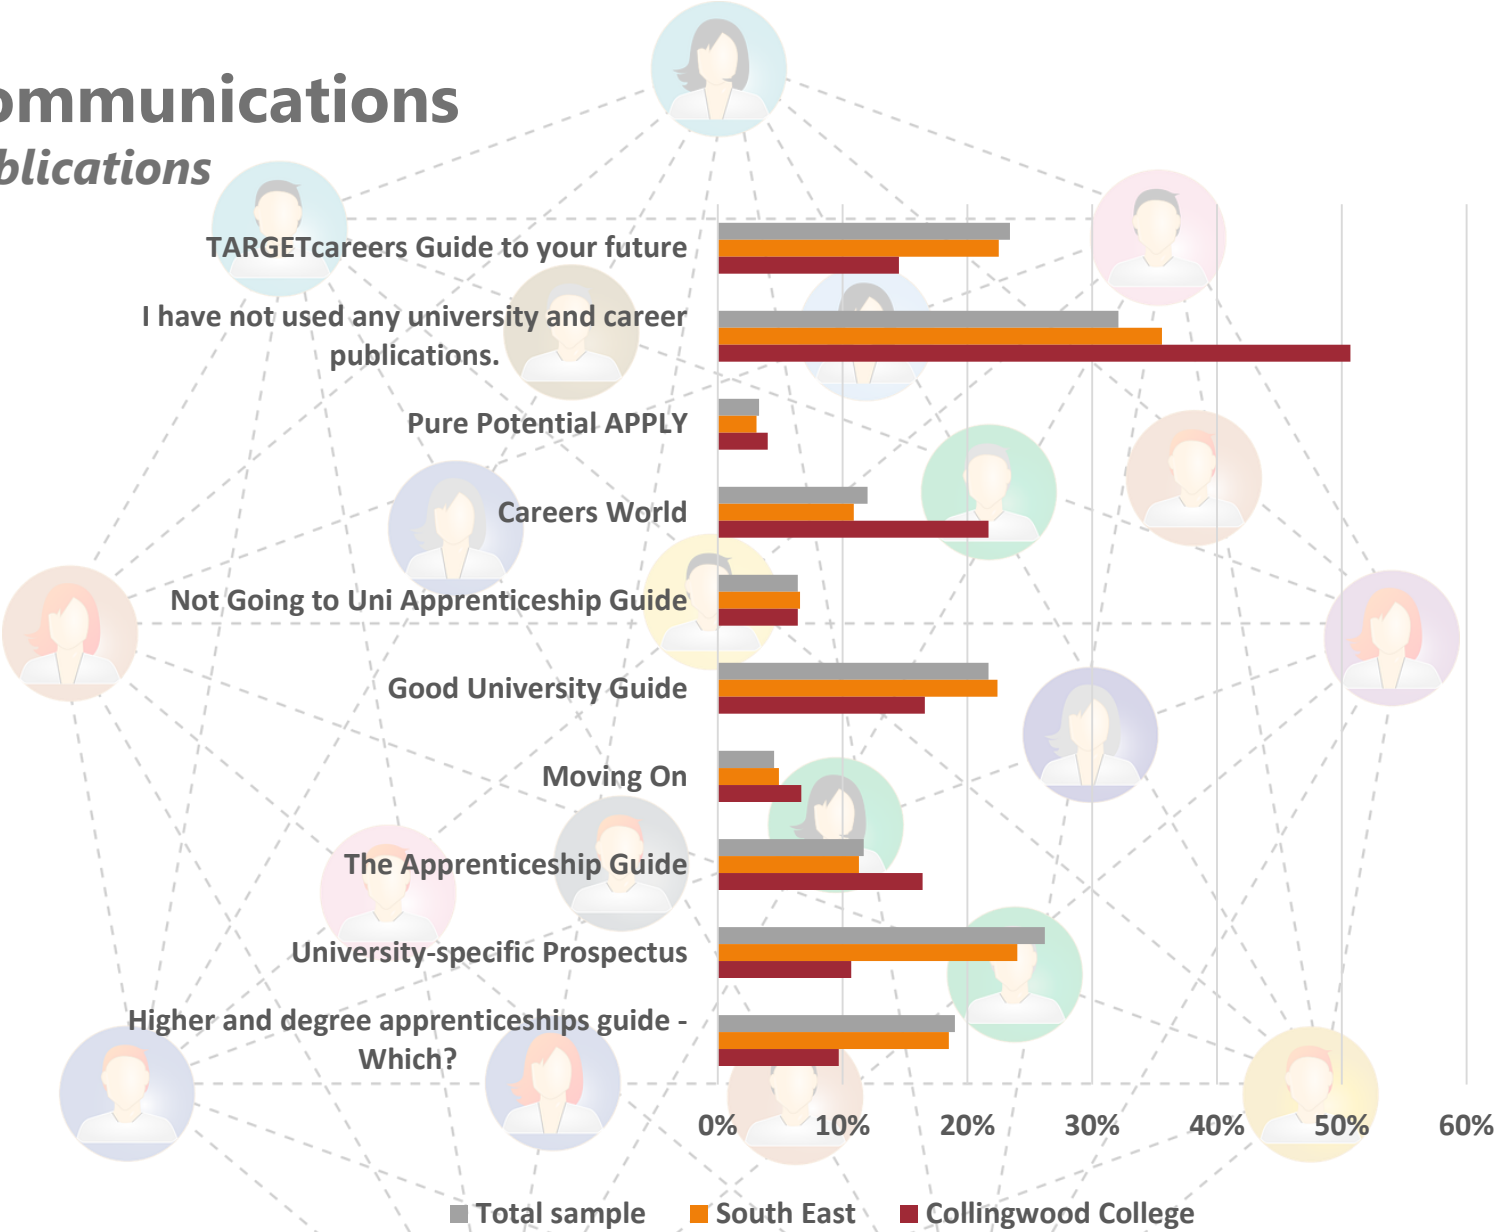 ommunications
blications
TARGETcareers Guide to your future
I have not used any university and career
publications.
Pure Potential APPLY
Careers World
Not Going to Uni Apprenticeship Guide
Good University Guide
Moving On
The Apprenticeship Guide
University-specific Prospectus
Higher and degree apprenticeships guide -
Which?
0% 10% 20% 30% 40% 50% 60%
Total sample South East Collingwood College